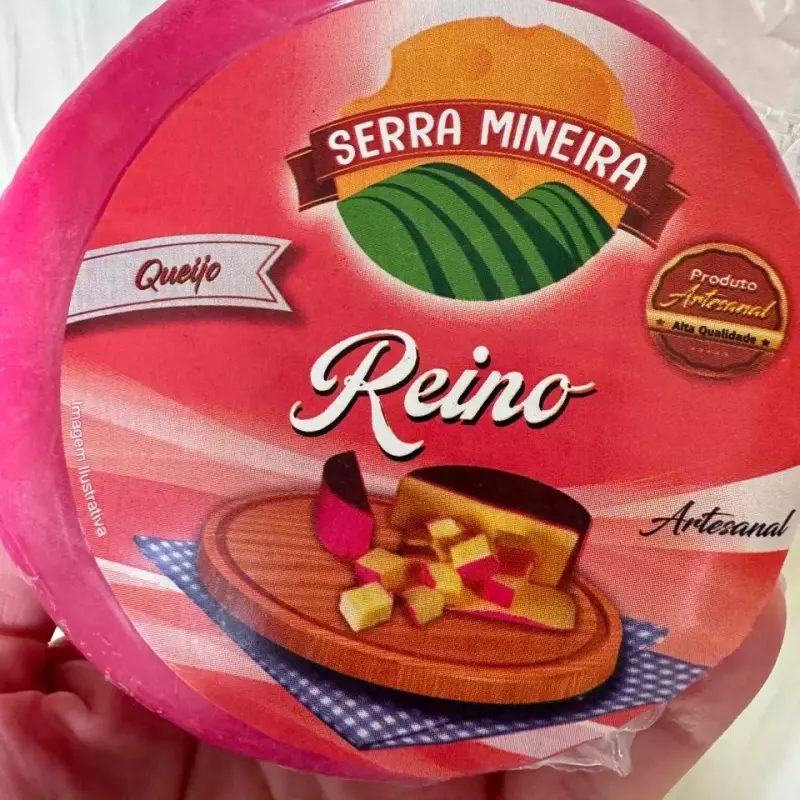 SERRA MINEIRA
Queijo
Produto
Artesanal
Alta Qualidade
Reino
Imagem Ilustrativa
Artesanal